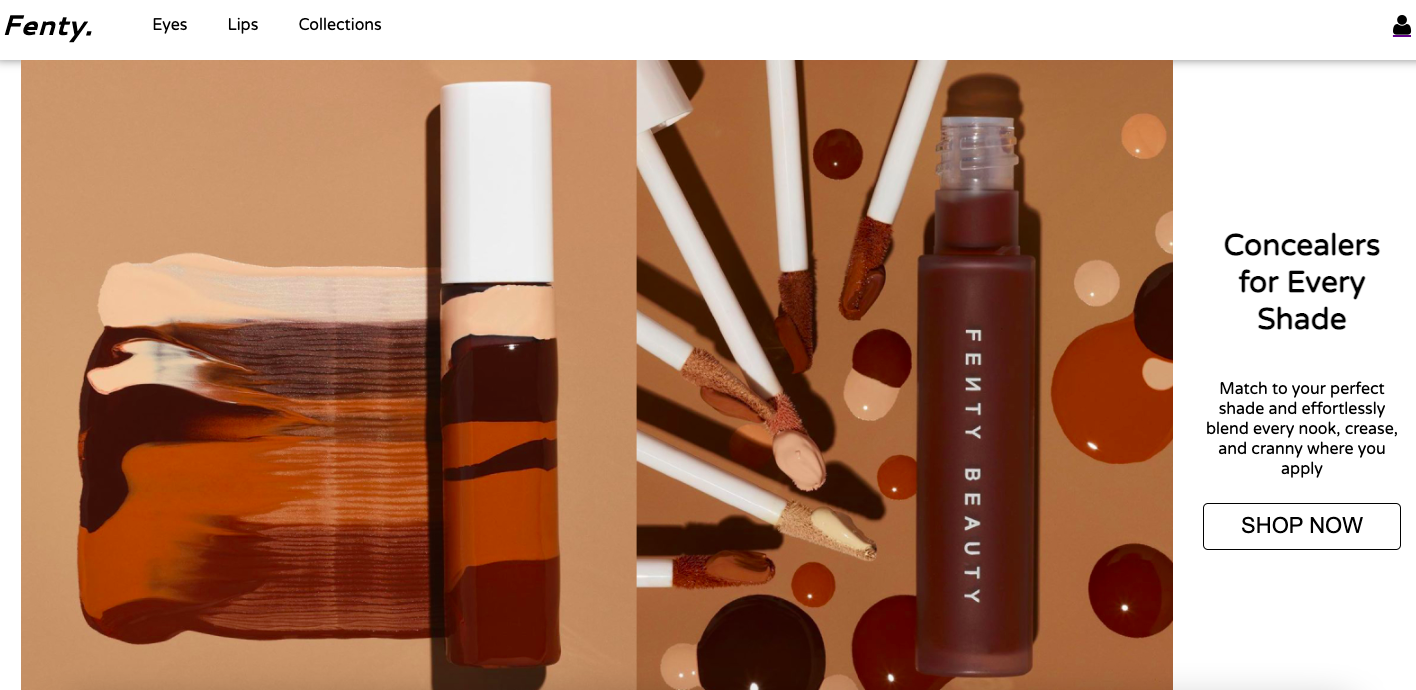 Fenty.
Eyes
Lips
Collections
FEИTY BEAUTY
Concealers
for Every
Shade
Match to your perfect
shade and effortlessly
blend every nook, crease,
and cranny where you
apply
SHOP NOW